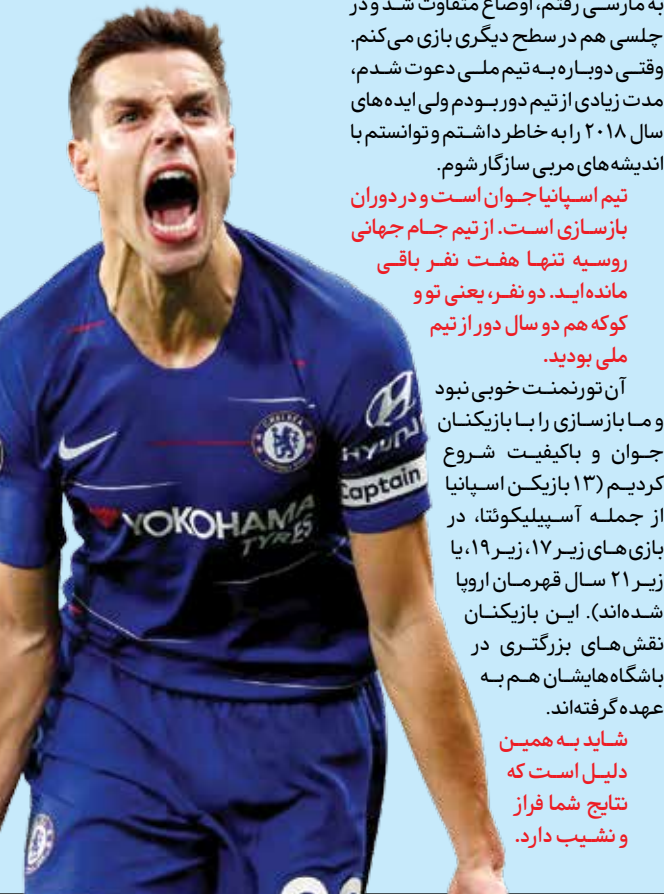 به مارسی رفتم، اوضاع متفاوت شد و در
چلسی هم در سطح دیگری بازی می‌کنم.
وقتی دوباره به تیم ملی دعوت شدم،
مدت زیادی از تیم دور بودم ولی ایده‌های
سال ۲۰۱۸ را به خاطر داشتم و توانستم با
اندیشه‌های مربی سازگار شوم.
تیم اسپانیا جوان است و در دوران
بازسازی است. از تیم جام جهانی
روسیه تنها هفت نفر باقی
مانده‌اید. دو نفر، یعنی تو و
کوکه هم دو سال دور از تیم
ملی بودید.
آن تورنمنت خوبی نبود
و ما بازسازی را با بازیکنان
جوان و باکیفیت شروع
کردیم (۱۳ بازیکن اسپانیا
از جمله آسپیلیکوئتا، در
بازی‌های زیر ۱۷، زیر ۱۹، یا
زیر ۲۱ سال قهرمان اروپا
شده‌اند). این بازیکنان
نقش‌های بزرگتری در
باشگاه‌هایشان هم به
عهده گرفته‌اند.
شاید به همین
دلیل است که
نتایج شما فراز
و نشیب دارد.
CHELSEA
HYUNDAI
Captain
YOKOHAMA
TYRES